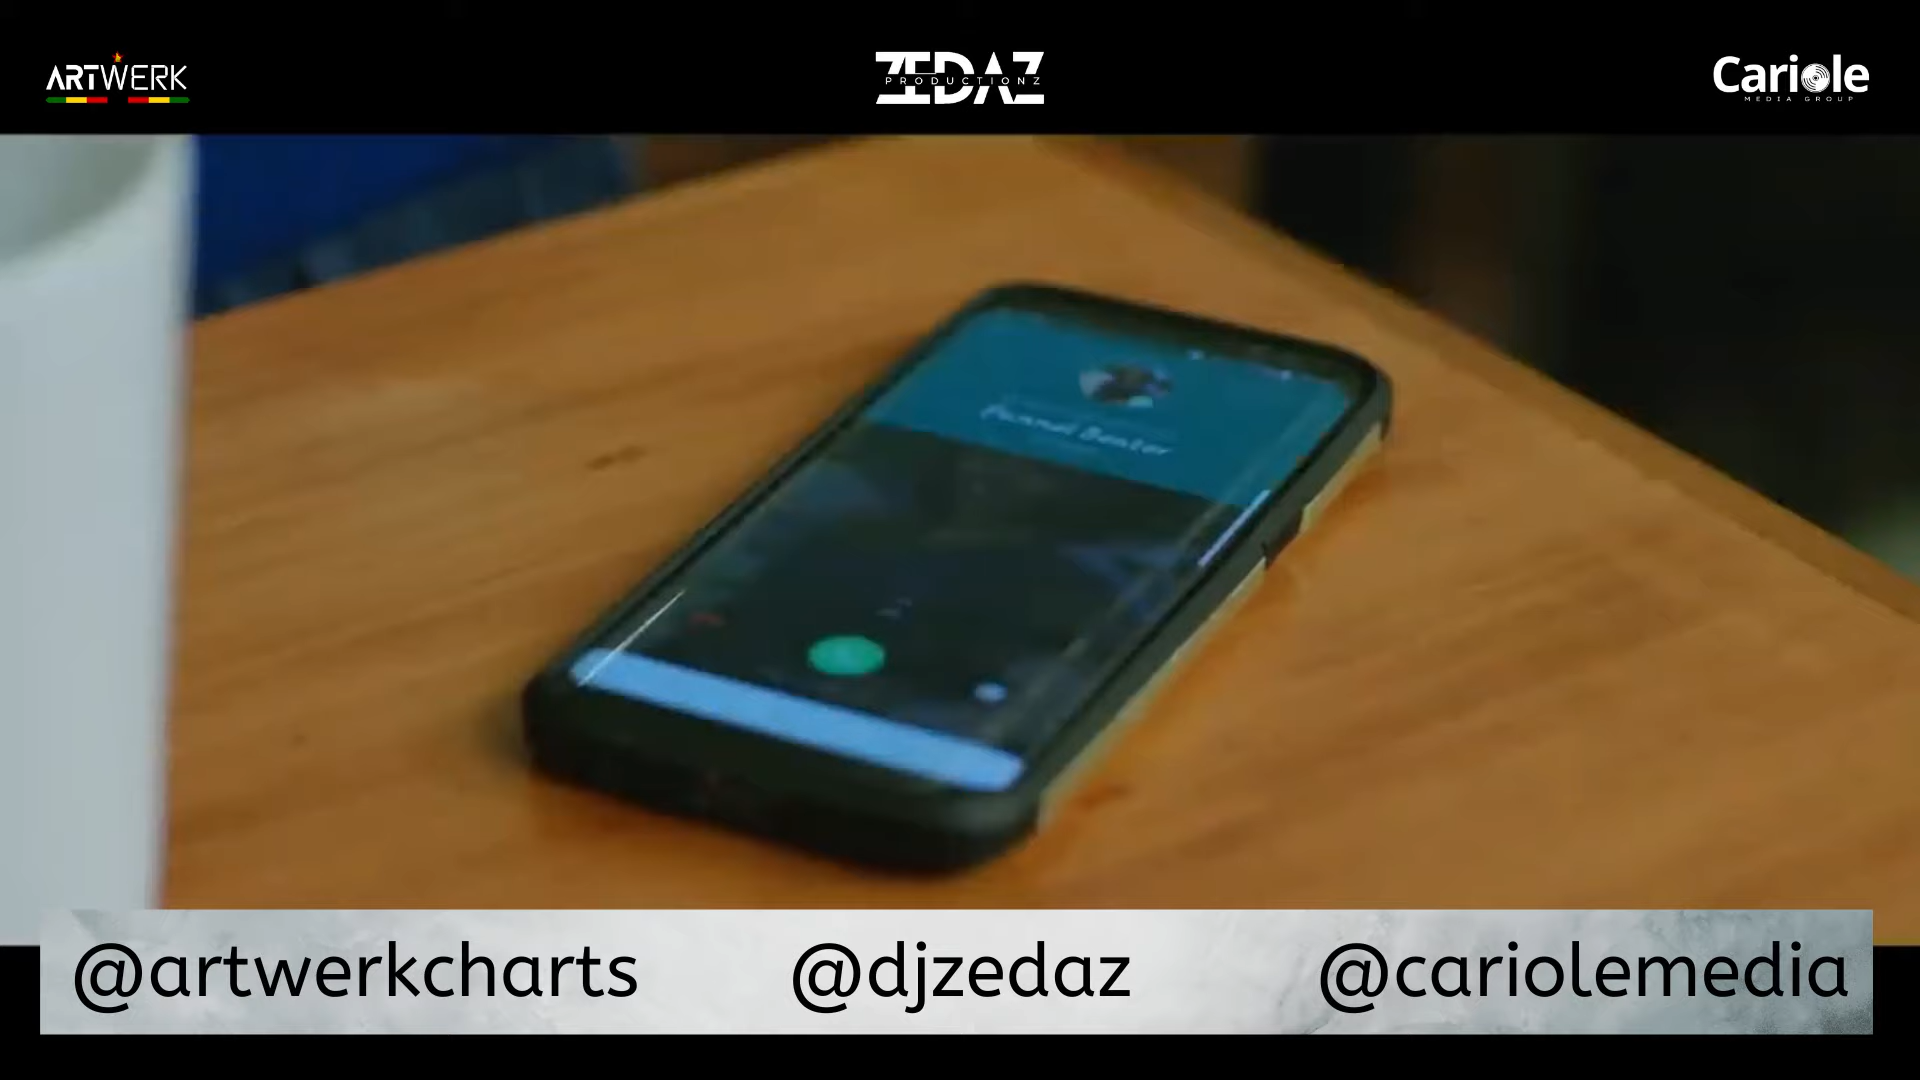 ARTWERK
ZEDAZ
PRODUCTIONZ
Cariole
MEDIA GROUP
@artwerkcharts @djzedaz @cariolemedia